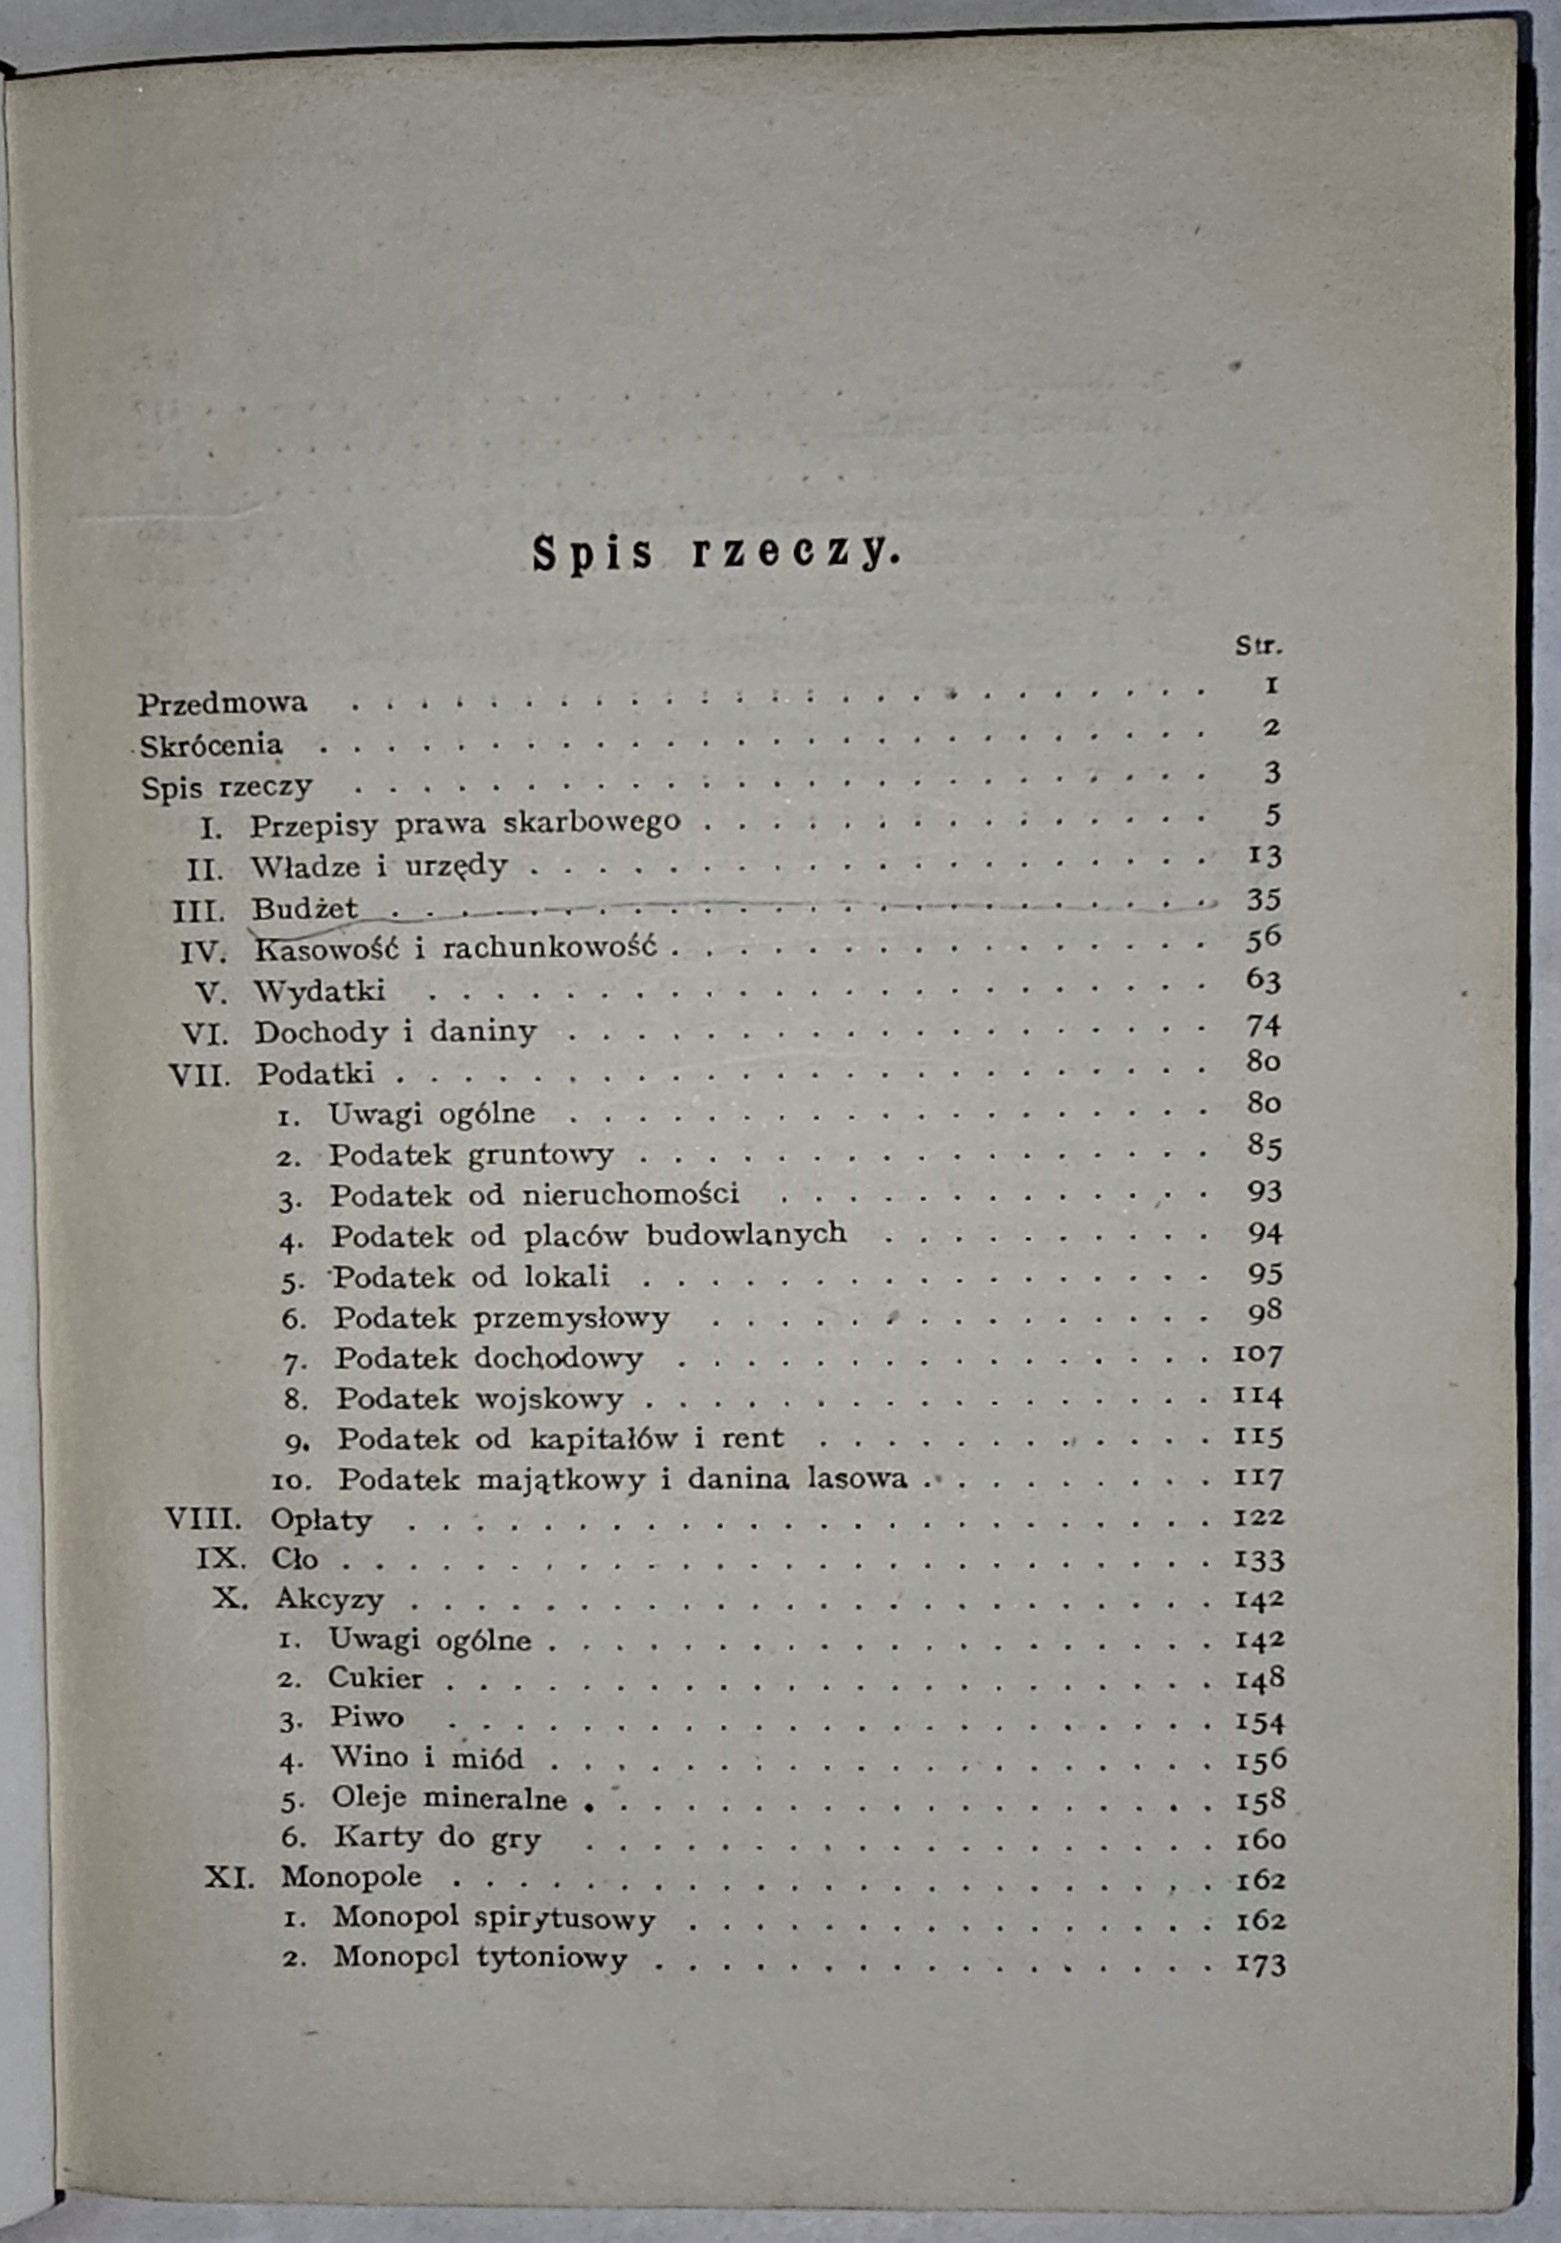 Spis rzeczy.
Str.
Przedmowa . . . . . . . . . . . . . . . . . . . . . . . . . 1
Skrócenia . . . . . . . . . . . . . . . . . . . . . . . . . . 2
Spis rzeczy . . . . . . . . . . . . . . . . . . . . . . . . . 3
I. Przepisy prawa skarbowego . . . . . . . . . . . . . . . 5
II. Władze i urzędy . . . . . . . . . . . . . . . . . . . . 13
III. Budżet . . . . . . . . . . . . . . . . . . . . . . . . 35
IV. Kasowość i rachunkowość . . . . . . . . . . . . . . . . 56
V. Wydatki . . . . . . . . . . . . . . . . . . . . . . . 63
VI. Dochody i daniny . . . . . . . . . . . . . . . . . . . 74
VII. Podatki . . . . . . . . . . . . . . . . . . . . . . . . 80
1. Uwagi ogólne . . . . . . . . . . . . . . . . . . . 80
2. Podatek gruntowy . . . . . . . . . . . . . . . . . 85
3. Podatek od nieruchomości . . . . . . . . . . . . . 93
4. Podatek od placów budowlanych . . . . . . . . . . 94
5. Podatek od lokali . . . . . . . . . . . . . . . . . 95
6. Podatek przemysłowy . . . . . . . . . . . . . . . 98
7. Podatek dochodowy . . . . . . . . . . . . . . . . 107
8. Podatek wojskowy . . . . . . . . . . . . . . . . . 114
9. Podatek od kapitałów i rent . . . . . . . . . . . . 115
10. Podatek majątkowy i danina lasowa . . . . . . . . . 117
VIII. Opłaty . . . . . . . . . . . . . . . . . . . . . . . . 122
IX. Cło . . . . . . . . . . . . . . . . . . . . . . . . . . 133
X. Akcyzy . . . . . . . . . . . . . . . . . . . . . . . . 142
1. Uwagi ogólne . . . . . . . . . . . . . . . . . . . . 142
2. Cukier . . . . . . . . . . . . . . . . . . . . . . . 148
3. Piwo . . . . . . . . . . . . . . . . . . . . . . . 154
4. Wino i miód . . . . . . . . . . . . . . . . . . . . 156
5. Oleje mineralne . . . . . . . . . . . . . . . . . . . 158
6. Karty do gry . . . . . . . . . . . . . . . . . . . 160
XI. Monopole . . . . . . . . . . . . . . . . . . . . . . . 162
1. Monopol spirytusowy . . . . . . . . . . . . . . . . 162
2. Monopol tytoniowy . . . . . . . . . . . . . . . . . 173